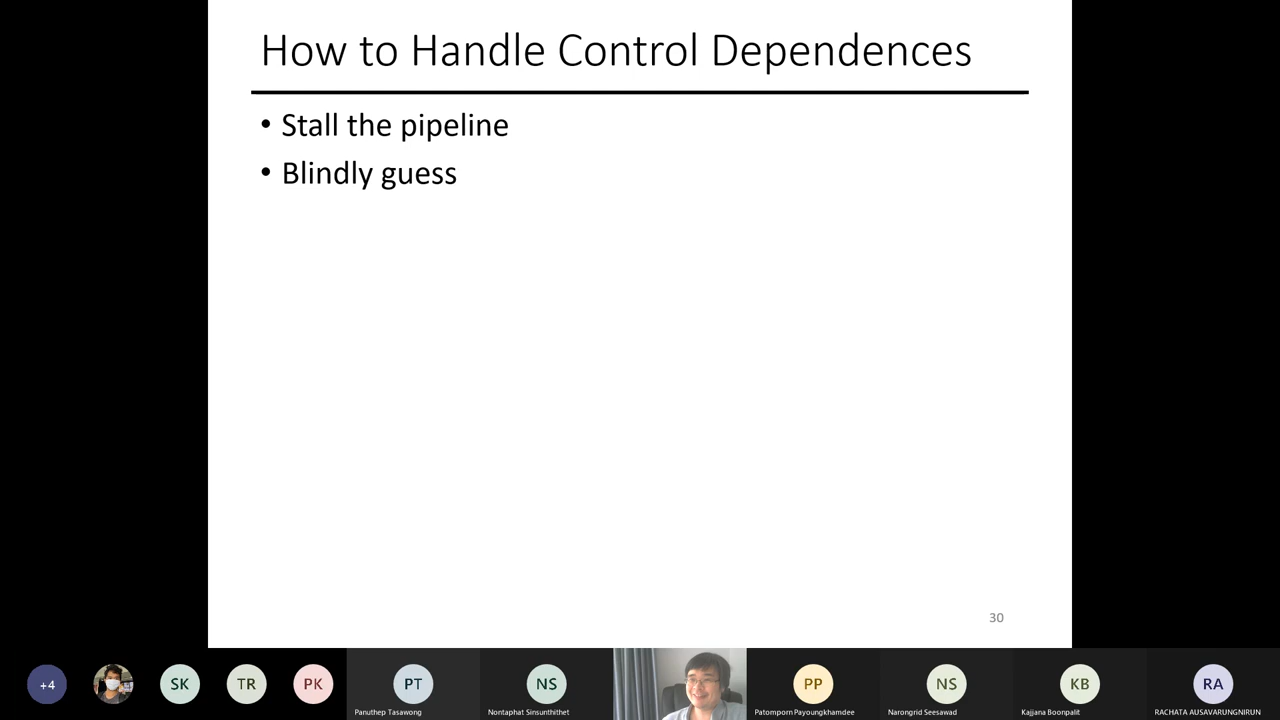 How to Handle Control Dependences
• Stall the pipeline
• Blindly guess
30
+4
SK
TR
PK
PT
Panuthep Tasawong
NS
Nontaphat Sinsunthithet
PP
Patomporn Payoungkhamdee
NS
Narongrid Seesawad
KB
Kajjana Boonpalit
RA
RACHATA AUSAVARUNGNIRUN